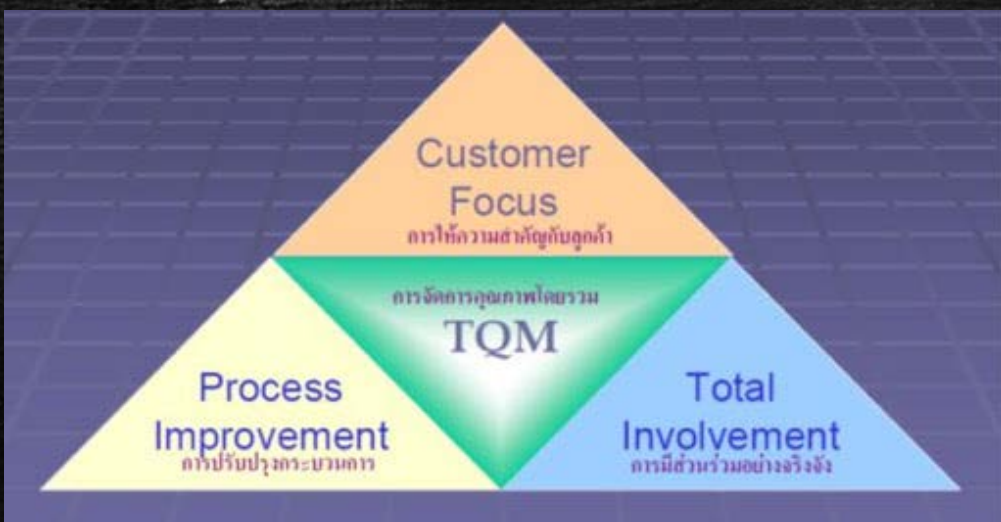 Customer
Focus
การให้ความสำคัญกับลูกค้า
การจัดการคุณภาพโดยรวม
TQM
Process
Improvement
การปรับปรุงกระบวนการ
Total
Involvement
การมีส่วนร่วมอย่างจริงจัง